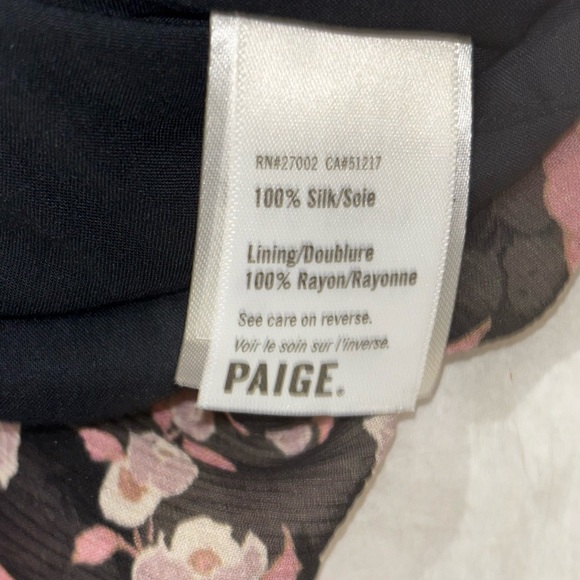 RN#27002 CA#51217
100% Silk/Soie
Lining/Doublure
100% Rayon/Rayonne
See care on reverse.
Voir le soin sur l'inverse.
PAIGE.